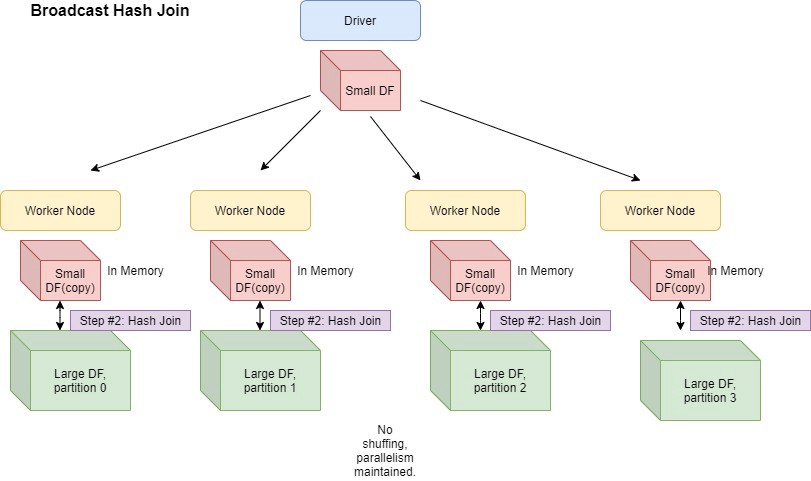 Broadcast Hash Join
Driver
Small DF
Worker Node
Worker Node
Worker Node
Worker Node
Small
DF(copy)
In Memory
Small
DF(copy)
In Memory
Small
DF(copy)
In Memory
Small
DF(copy)
In Memory
Step #2: Hash Join
Step #2: Hash Join
Step #2: Hash Join
Step #2: Hash Join
Large DF,
partition 0
Large DF,
partition 1
Large DF,
partition 2
Large DF,
partition 3
No
shuffing,
parallelism
maintained.